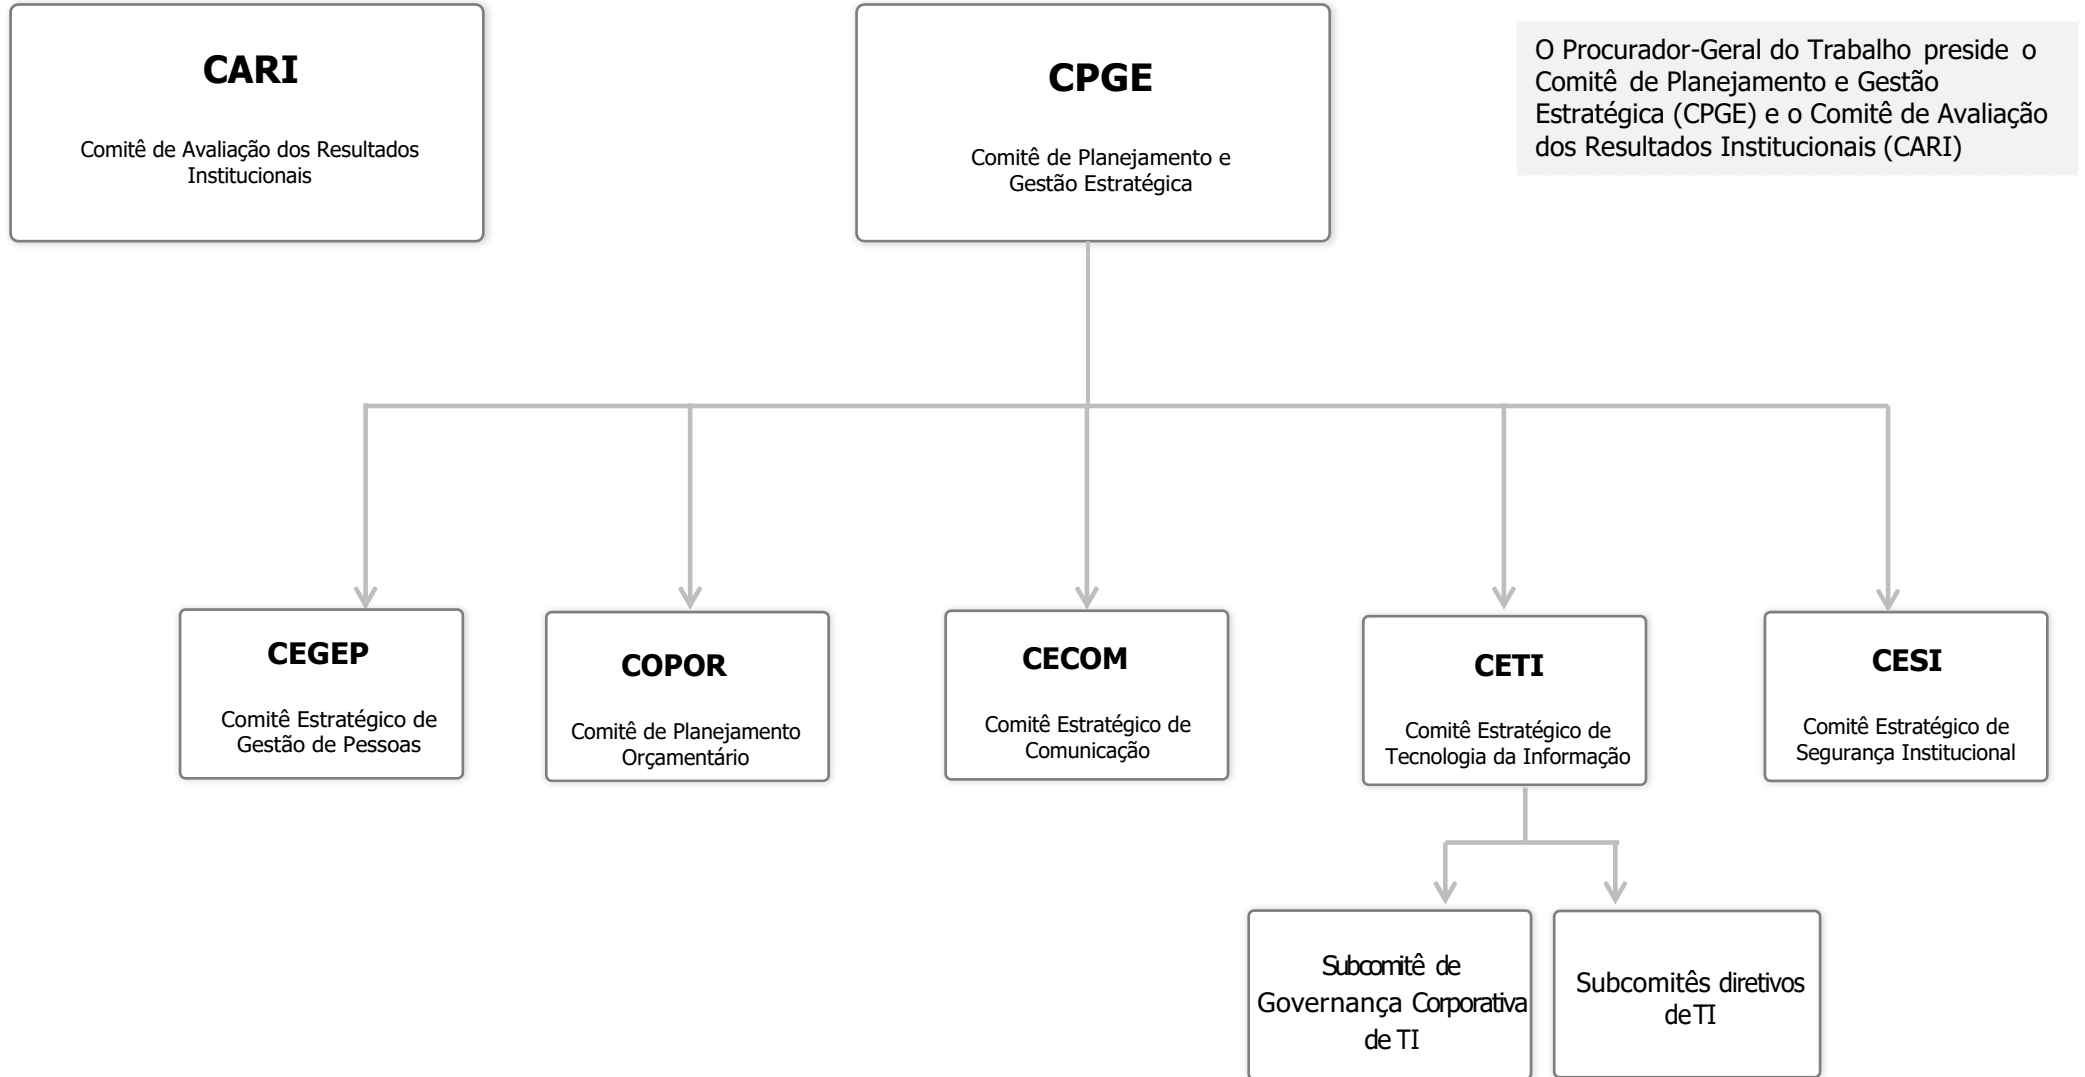 CARI
Comitê de Avaliação dos Resultados
Institucionais
CPGE
Comitê de Planejamento e
Gestão Estratégica
O Procurador-Geral do Trabalho preside o
Comitê de Planejamento e Gestão
Estratégica (CPGE) e o Comitê de Avaliação
dos Resultados Institucionais (CARI)
CEGEP
Comitê Estratégico de
Gestão de Pessoas
COPOR
Comitê de Planejamento
Orçamentário
CECOM
Comitê Estratégico de
Comunicação
CETI
Comitê Estratégico de
Tecnologia da Informação
CESI
Comitê Estratégico de
Segurança Institucional
Subcomitê de
Governança Corporativa
de TI
Subcomitês diretivos
de TI